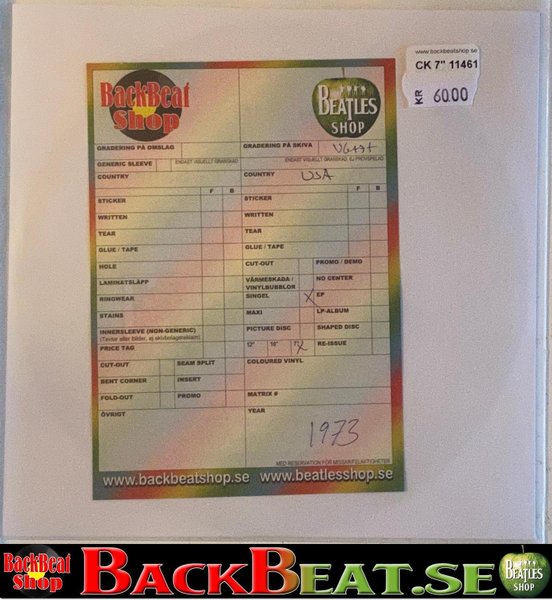 www.backbeatshop.se
CK 7" 11461
KR 60.00
BackBeat
Shop
BEATLES
SHOP
GRADERING PÅ OMSLAG
GRADERING PÅ SKIVA VG++
GENERIC SLEEVE
ENDAST VISUELLT GRANSKAD
ENDAST VISUELLT GRANSKAD, EJ PROVSPELAD
COUNTRY
COUNTRY USA
F B
F B
STICKER
STICKER
WRITTEN
WRITTEN
TEAR
TEAR
GLUE / TAPE
GLUE / TAPE
HOLE
CUT-OUT
PROMO / DEMO
LAMINATSLÄPP
VÄRMESKADA /
VINYLBUBBLOR
NO CENTER
RINGWEAR
SINGEL X
EP
STAINS
MAXI
LP-ALBUM
INNERSLEEVE (NON-GENERIC)
(Texter eller bilder, ej skivbolagsreklam)
PICTURE DISC
SHAPED DISC
PRICE TAG
12" 10" 7" X
RE-ISSUE
CUT-OUT
SEAM SPLIT
COLOURED VINYL
BENT CORNER
INSERT
FOLD-OUT
PROMO
MATRIX #
ÖVRIGT
YEAR
1973
MED RESERVATION FÖR MISSKRIFELAKTIGHETER
www.backbeatshop.se www.beatlesshop.se
BackBeat
Shop
BACKBEAT.SE
BEATLES
SHOP